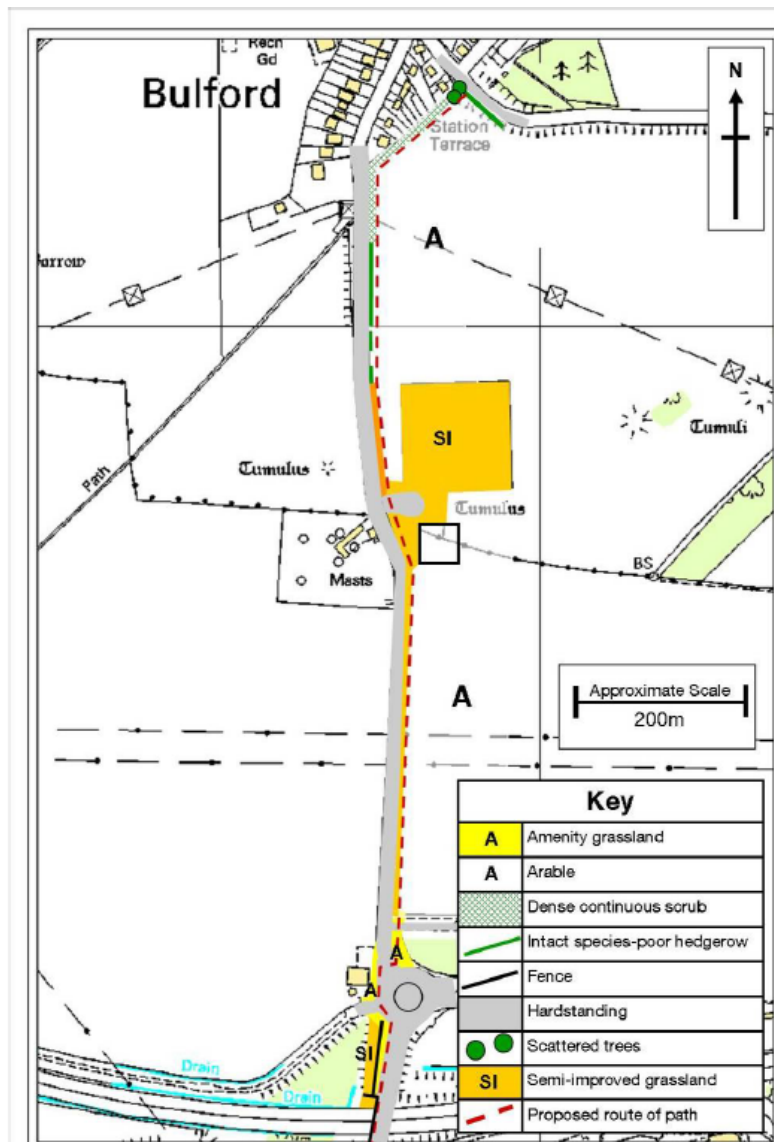 Recn
Gd
Bulford
N
Station
Terrace
A
SI
Tumuli
Tumulus
Tumulus
Path
Masts
BS
Approximate Scale
200m
A
Key
A Amenity grassland
A Arable
Dense continuous scrub
Intact species-poor hedgerow
Fence
Hardstanding
Scattered trees
SI Semi-improved grassland
Proposed route of path
A
A
SI
Drain
Drain